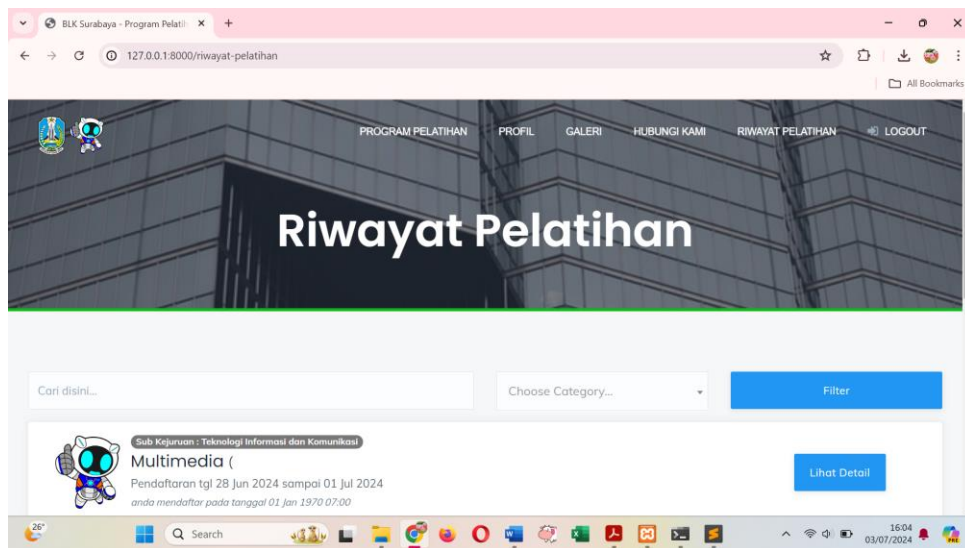 BLK Surabaya - Program Pelatih
127.0.0.1:8000/riwayat-pelatihan
All Bookmarks
PROGRAM PELATIHAN PROFIL GALERI HUBUNGI KAMI RIWAYAT PELATIHAN LOGOUT
Riwayat Pelatihan
Cari disini... Choose Category... Filter
Sub Kejuruan : Teknologi Informasi dan Komunikasi
Multimedia (
Pendaftaran tgl 28 Jun 2024 sampai 01 Jul 2024
anda mendaftar pada tanggal 01 Jan 1970 07:00
Lihat Detail
26°
Search
16:04
03/07/2024